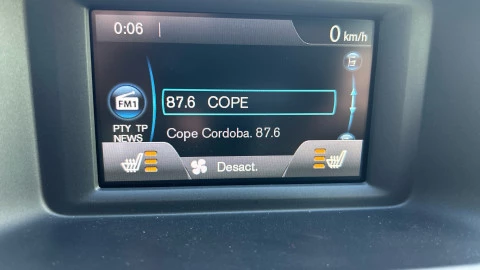 0:06 0 km/h
FM1
87.6 COPE
PTY TP
NEWS
Cope Cordoba. 87.6
Desact.